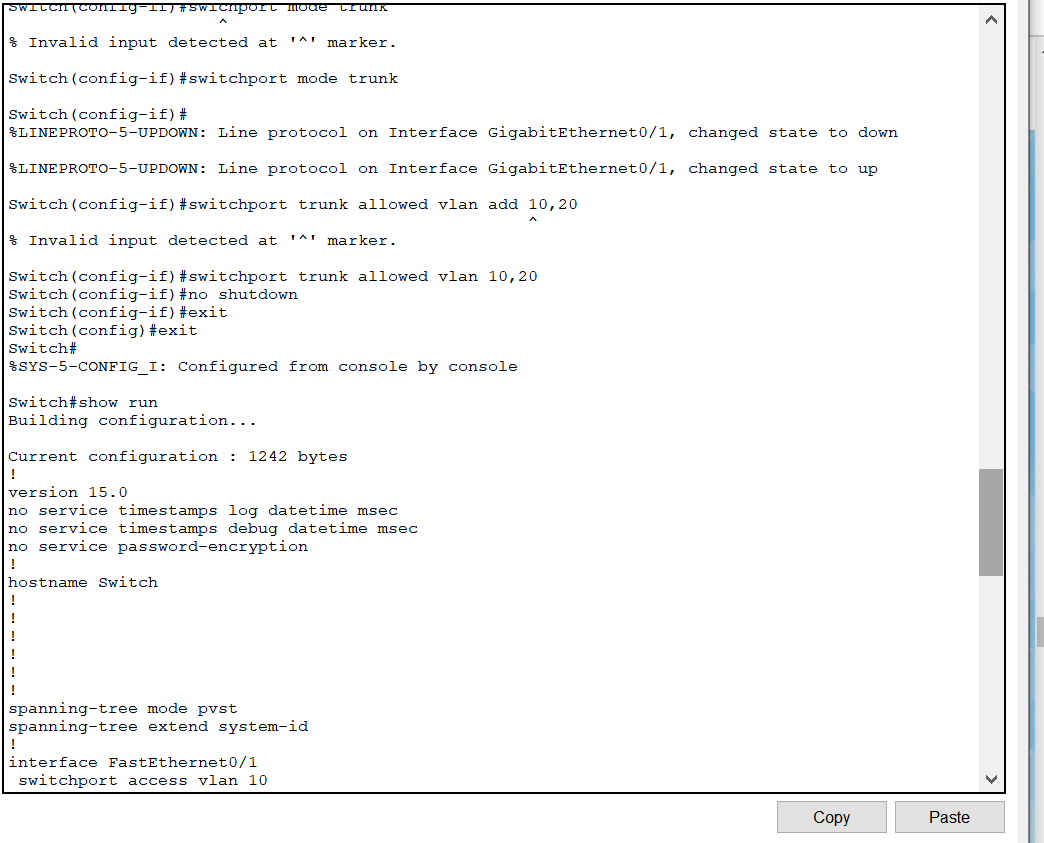 Switch(config-if)#swichport mode trunk
^
% Invalid input detected at '^' marker.
Switch(config-if)#switchport mode trunk
Switch(config-if)#
%LINEPROTO-5-UPDOWN: Line protocol on Interface GigabitEthernet0/1, changed state to down
%LINEPROTO-5-UPDOWN: Line protocol on Interface GigabitEthernet0/1, changed state to up
Switch(config-if)#switchport trunk allowed vlan add 10,20
^
% Invalid input detected at '^' marker.
Switch(config-if)#switchport trunk allowed vlan 10,20
Switch(config-if)#no shutdown
Switch(config-if)#exit
Switch(config)#exit
Switch#
%SYS-5-CONFIG_I: Configured from console by console
Switch#show run
Building configuration...
Current configuration : 1242 bytes
!
version 15.0
no service timestamps log datetime msec
no service timestamps debug datetime msec
no service password-encryption
!
hostname Switch
!
!
!
!
!
!
spanning-tree mode pvst
spanning-tree extend system-id
!
interface FastEthernet0/1
switchport access vlan 10
Copy
Paste